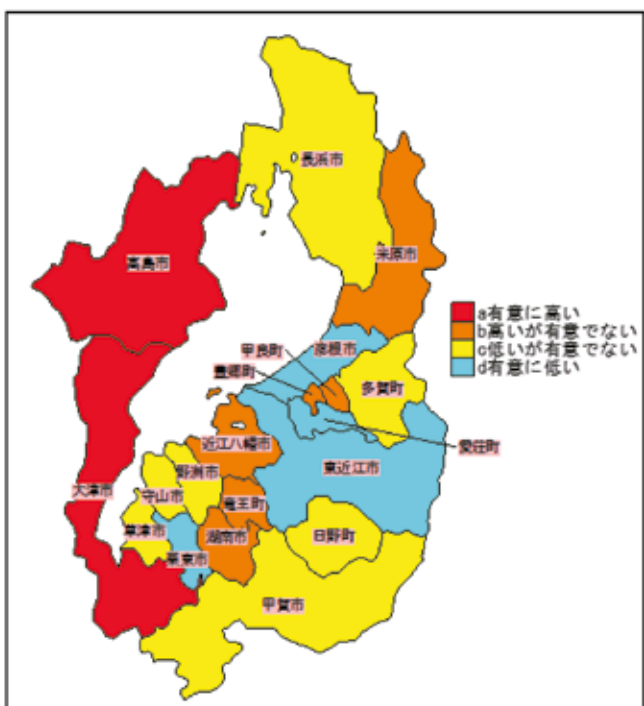 長浜市
高島市
米原市
a有意に高い
b高いが有意でない
c低いが有意でない
d有意に低い
彦根市
甲良町
豊郷町
多賀町
近江八幡市
愛荘町
野洲市
東近江市
大津市
守山市
竜王町
草津市
湖南市
日野町
栗東市
甲賀市